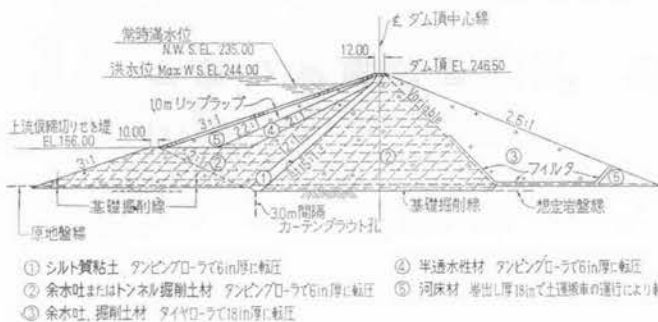 ℄ ダム頂中心線
常時満水位
N.W.S.EL.235.00
12.00
ダム頂 EL 246.50
洪水位 Max W S.EL 244.00
1.0m リップラップ
上流仮締切りせき堤
EL.156.00
10.00
3:1
2.2:1
2:1
Variable
2.5:1
3:1
④
⑤
②
①
②
③
フィルタ
⑤
基礎掘削線
3.0m間隔
カーテングラウト孔
基礎掘削線
想定岩盤線
原地盤線
① シルト質粘土 タンピングローラで6in厚に転圧
② 余水吐またはトンネル掘削土材 タンピングローラで6in厚に転圧
③ 余水吐、掘削土材 タイヤローラで18in厚に転圧
④ 半透水性材 タンピングローラで6in厚に転圧
⑤ 河床材 巻出し厚18inで土運搬車の運行により